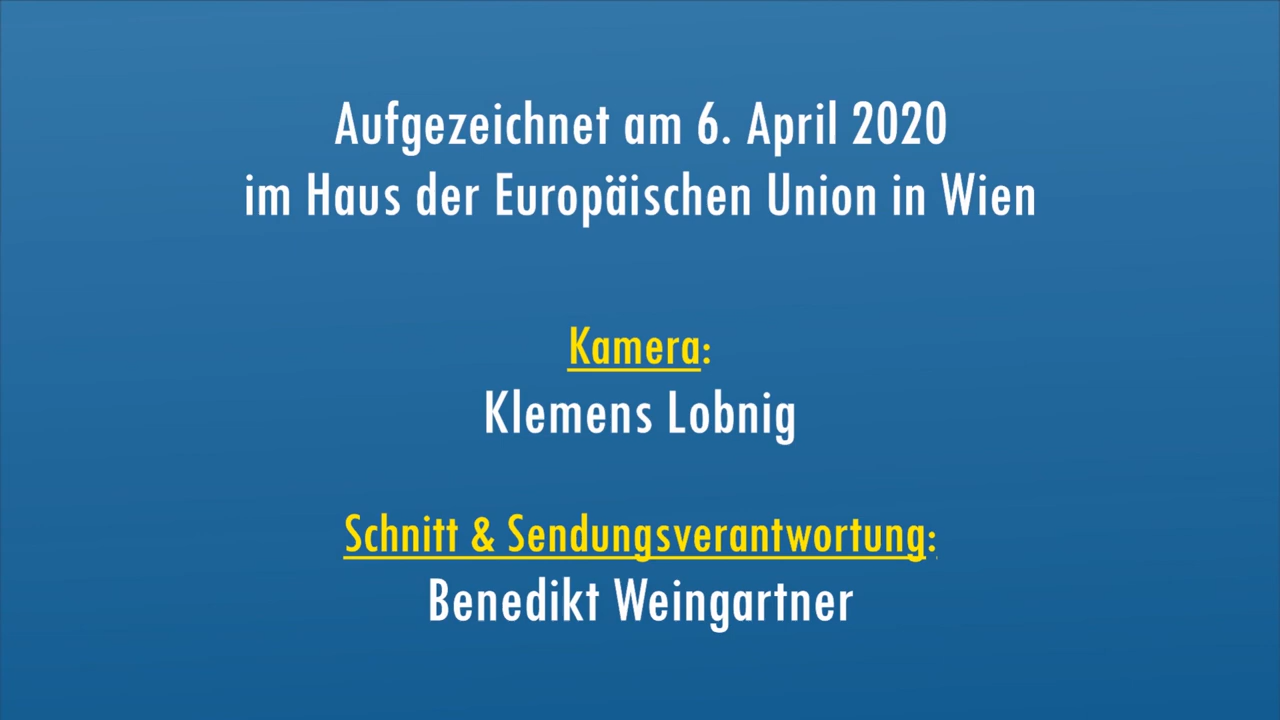 Aufgezeichnet am 6. April 2020
im Haus der Europäischen Union in Wien
Kamera:
Klemens Lobnig
Schnitt & Sendungsverantwortung:
Benedikt Weingartner